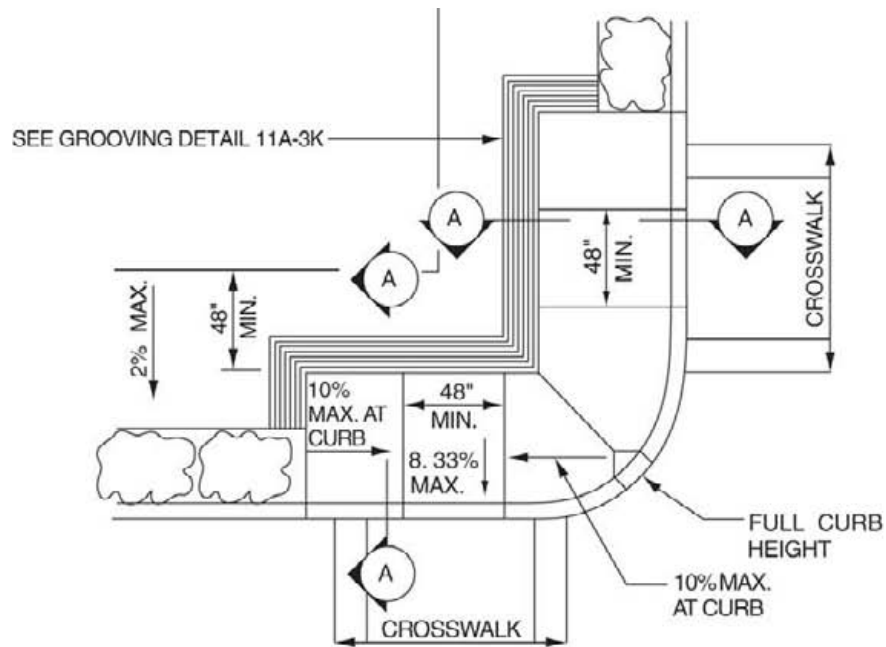 SEE GROOVING DETAIL 11A-3K
A
A
CROSSWALK
48"
MIN.
A
2% MAX.
48"
MIN.
10%
MAX. AT
CURB
48"
MIN.
8.33%
MAX.
FULL CURB
HEIGHT
10% MAX.
AT CURB
A
CROSSWALK